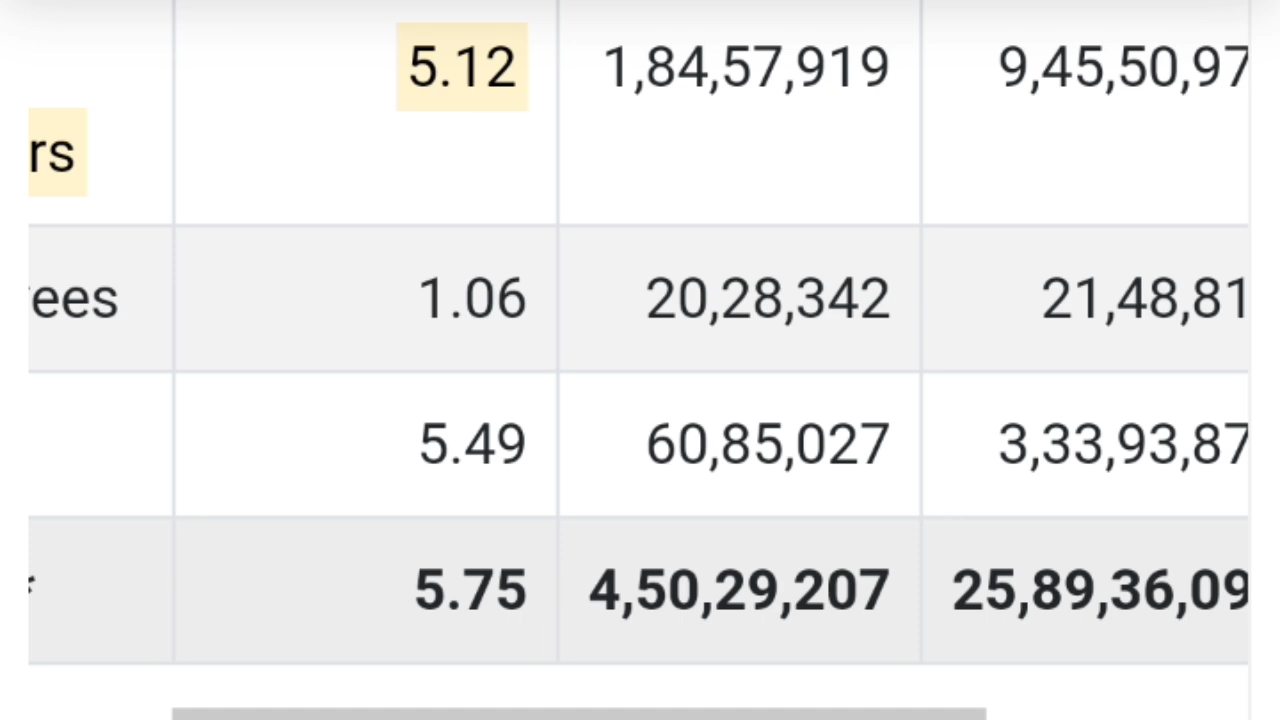 5.12 1,84,57,919 9,45,50,97
rs
rees 1.06 20,28,342 21,48,81
5.49 60,85,027 3,33,93,87
* 5.75 4,50,29,207 25,89,36,09